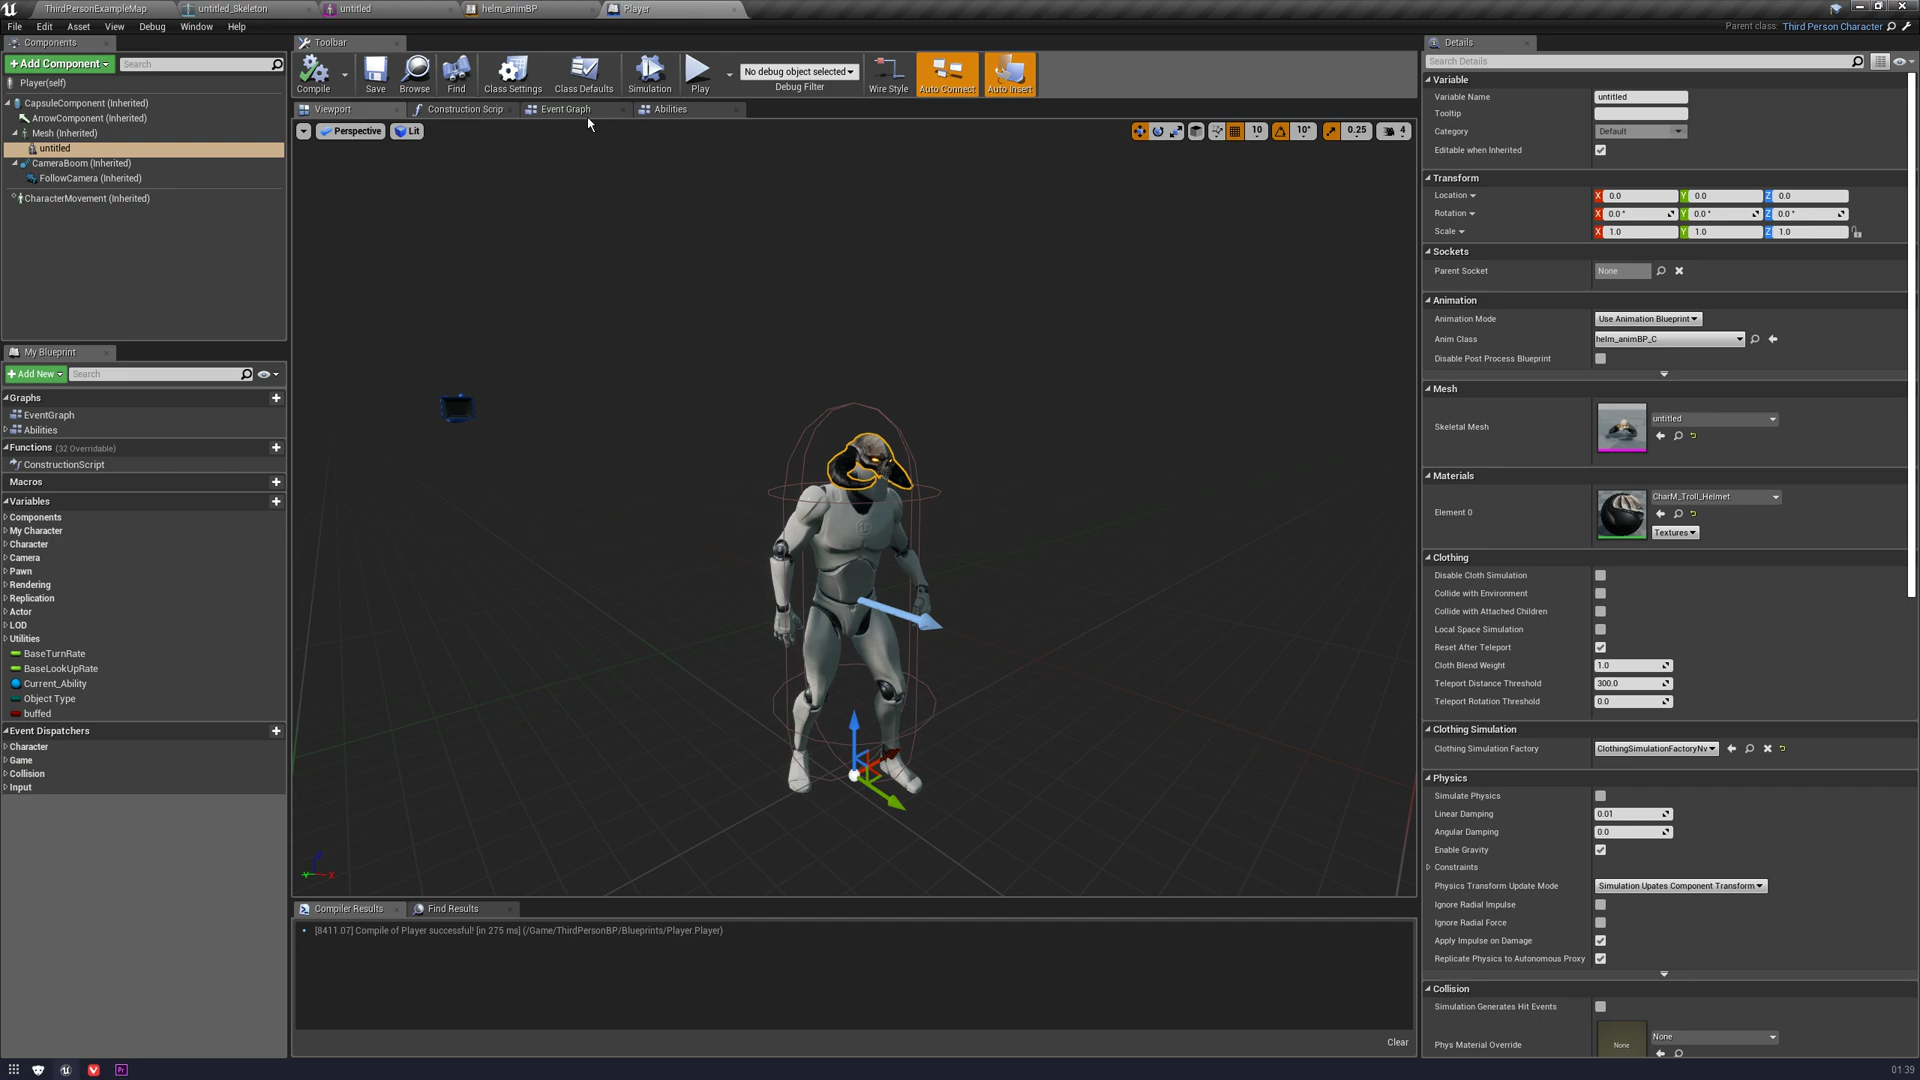 ThirdPersonExampleMap untitled_Skeleton untitled helm_animBP Player
File Edit Asset View Debug Window Help Parent class: Third Person Character
Components
+Add Component Search
Player(self)
CapsuleComponent (Inherited)
ArrowComponent (Inherited)
Mesh (Inherited)
untitled
CameraBoom (Inherited)
FollowCamera (Inherited)
CharacterMovement (Inherited)
My Blueprint
+Add New Search
Graphs
EventGraph
Abilities
Functions (32 Overridable)
ConstructionScript
Macros
Variables
Components
My Character
Character
Camera
Pawn
Rendering
Replication
Actor
LOD
Utilities
BaseTurnRate
BaseLookUpRate
Current_Ability
Object Type
buffed
Event Dispatchers
Character
Game
Collision
Input
Toolbar
Compile Save Browse Find Class Settings Class Defaults Simulation Play
No debug object selected
Debug Filter
Wire Style Auto Connect Auto Insert
Viewport Construction Scrip Event Graph Abilities
Perspective Lit 10 10° 0.25 4
Compiler Results Find Results
[8411.07] Compile of Player successful! [in 275 ms] (/Game/ThirdPersonBP/Blueprints/Player.Player)
Clear
Details
Search Details
Variable
Variable Name untitled
Tooltip
Category Default
Editable when Inherited
Transform
Location X 0.0 Y 0.0 Z 0.0
Rotation X 0.0 ° Y 0.0 ° Z 0.0 °
Scale X 1.0 Y 1.0 Z 1.0
Sockets
Parent Socket None
Animation
Animation Mode Use Animation Blueprint
Anim Class helm_animBP_C
Disable Post Process Blueprint
Mesh
Skeletal Mesh untitled
Materials
Element 0 CharM_Troll_Helmet
Textures
Clothing
Disable Cloth Simulation
Collide with Environment
Collide with Attached Children
Local Space Simulation
Reset After Teleport
Cloth Blend Weight 1.0
Teleport Distance Threshold 300.0
Teleport Rotation Threshold 0.0
Clothing Simulation
Clothing Simulation Factory ClothingSimulationFactoryNv
Physics
Simulate Physics
Linear Damping 0.01
Angular Damping 0.0
Enable Gravity
Constraints
Physics Transform Update Mode Simulation Upates Component Transform
Ignore Radial Impulse
Ignore Radial Force
Apply Impulse on Damage
Replicate Physics to Autonomous Proxy
Collision
Simulation Generates Hit Events
Phys Material Override None None
01:39